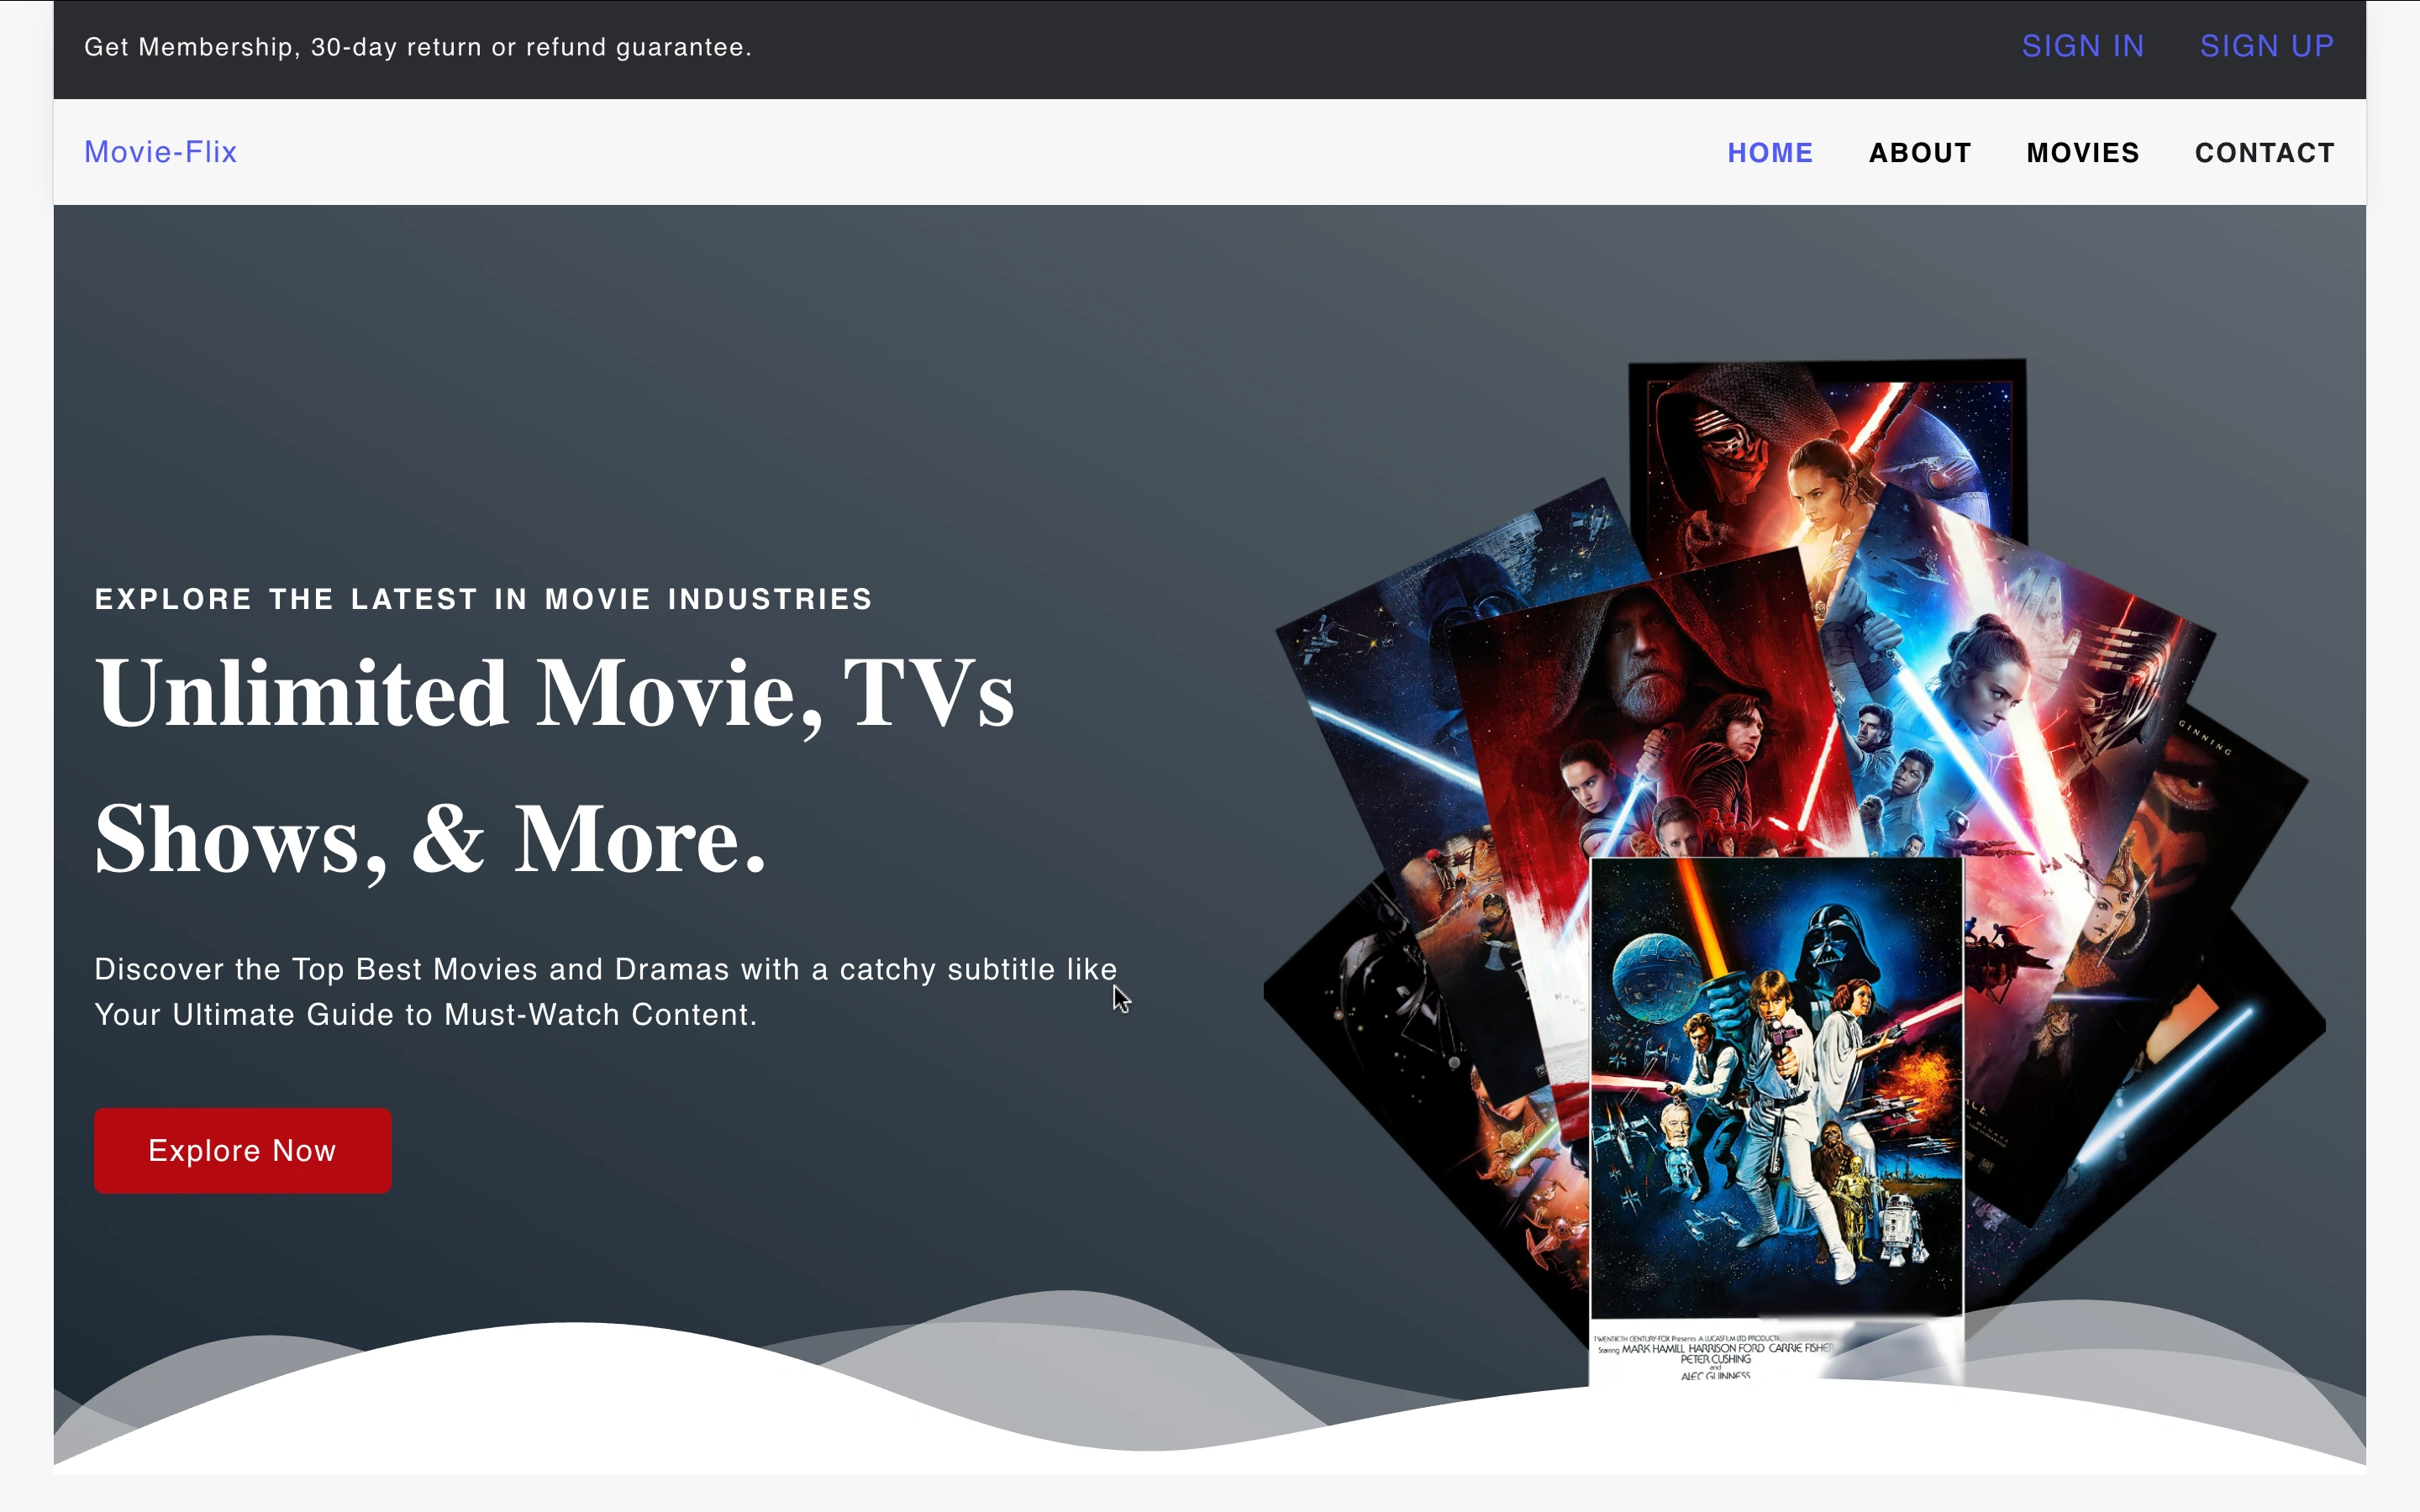 Get Membership, 30-day return or refund guarantee.
SIGN IN SIGN UP
Movie-Flix
HOME ABOUT MOVIES CONTACT
EXPLORE THE LATEST IN MOVIE INDUSTRIES
Unlimited Movie, TVs
Shows, & More.
Discover the Top Best Movies and Dramas with a catchy subtitle like
Your Ultimate Guide to Must-Watch Content.
Explore Now
GINNING
TWENTIETH CENTURY-FOX Presents A LUCASFILM LTD PRODUCTI
Starring MARK HAMILL HARRISON FORD CARRIE FISHER
PETER CUSHING
and
ALEC GUINNESS